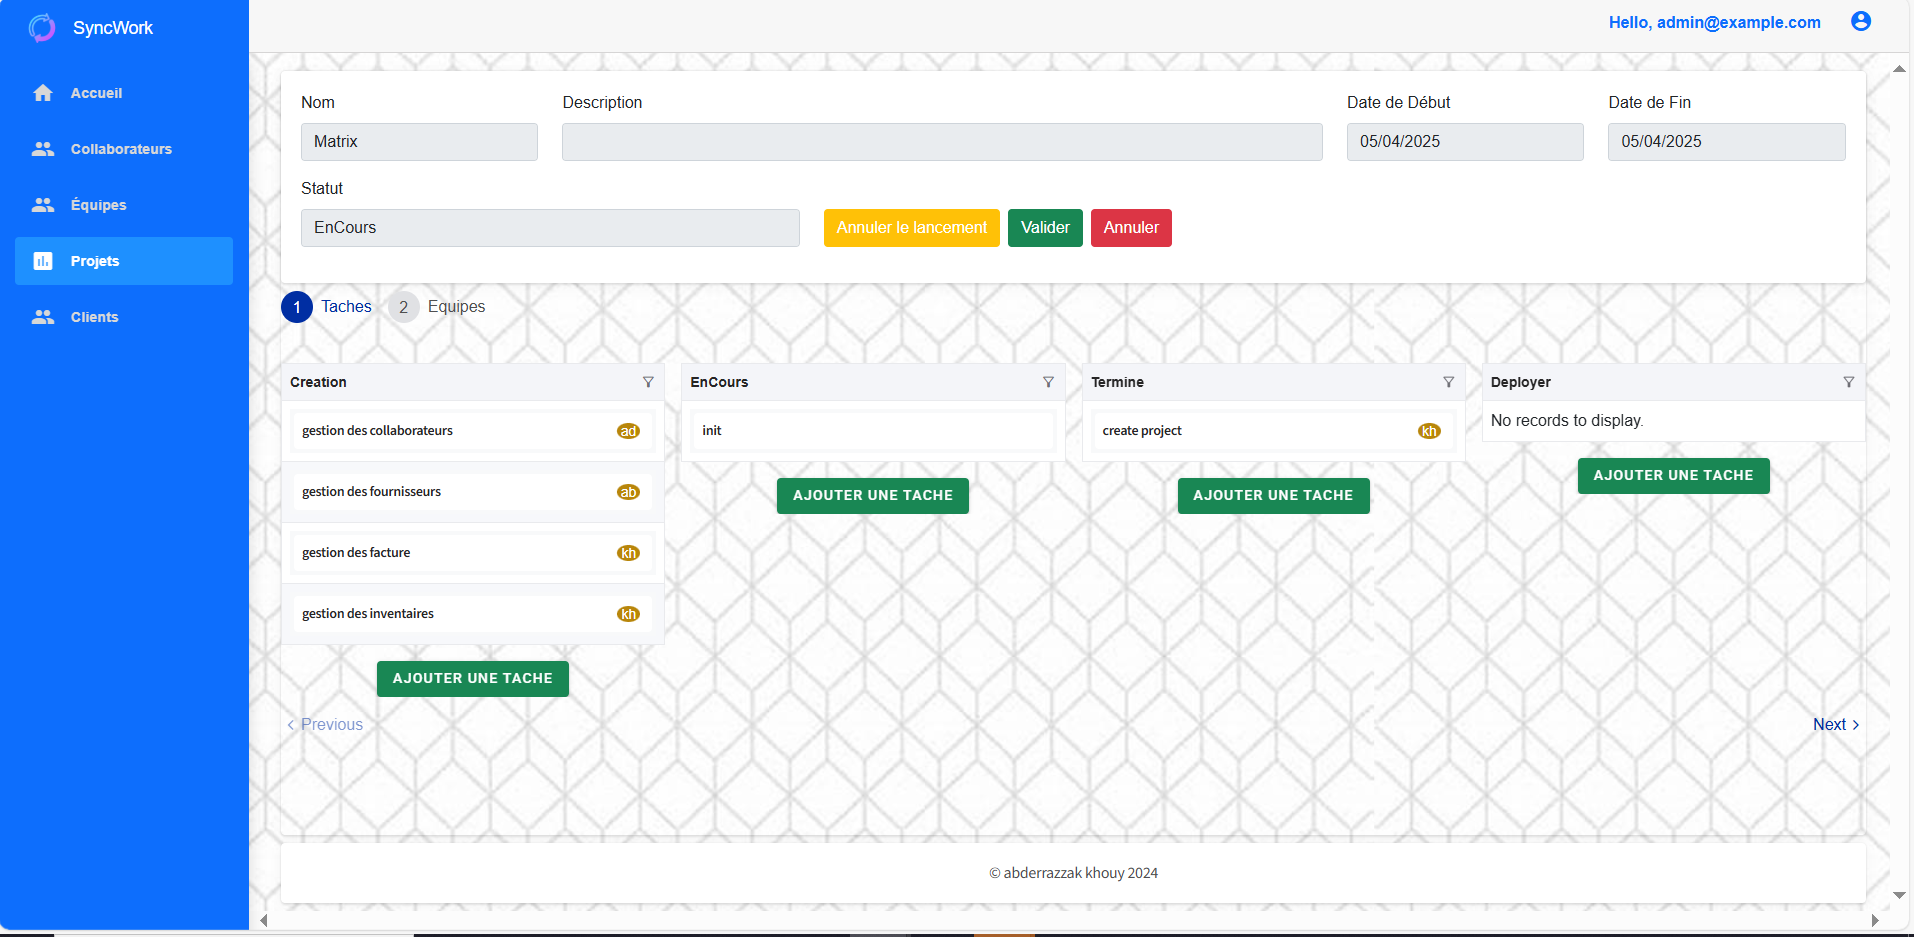 SyncWork
Hello, admin@example.com
Accueil
Collaborateurs
Équipes
Projets
Clients
Nom
Description
Date de Début
Date de Fin
Matrix
05/04/2025
05/04/2025
Statut
EnCours
Annuler le lancement
Valider
Annuler
1 Taches
2 Equipes
Creation
gestion des collaborateurs ad
gestion des fournisseurs ab
gestion des facture kh
gestion des inventaires kh
AJOUTER UNE TACHE
EnCours
init
AJOUTER UNE TACHE
Termine
create project kh
AJOUTER UNE TACHE
Deployer
No records to display.
AJOUTER UNE TACHE
Previous
Next
© abderrazzak khouy 2024